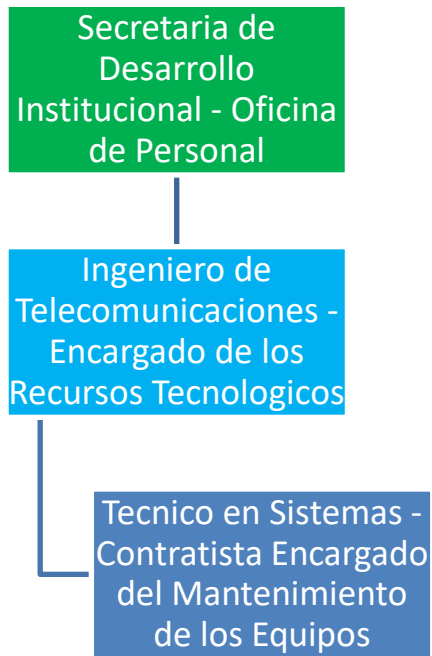 Secretaria de
Desarrollo
Institucional - Oficina
de Personal
Ingeniero de
Telecomunicaciones -
Encargado de los
Recursos Tecnologicos
Tecnico en Sistemas -
Contratista Encargado
del Mantenimiento
de los Equipos